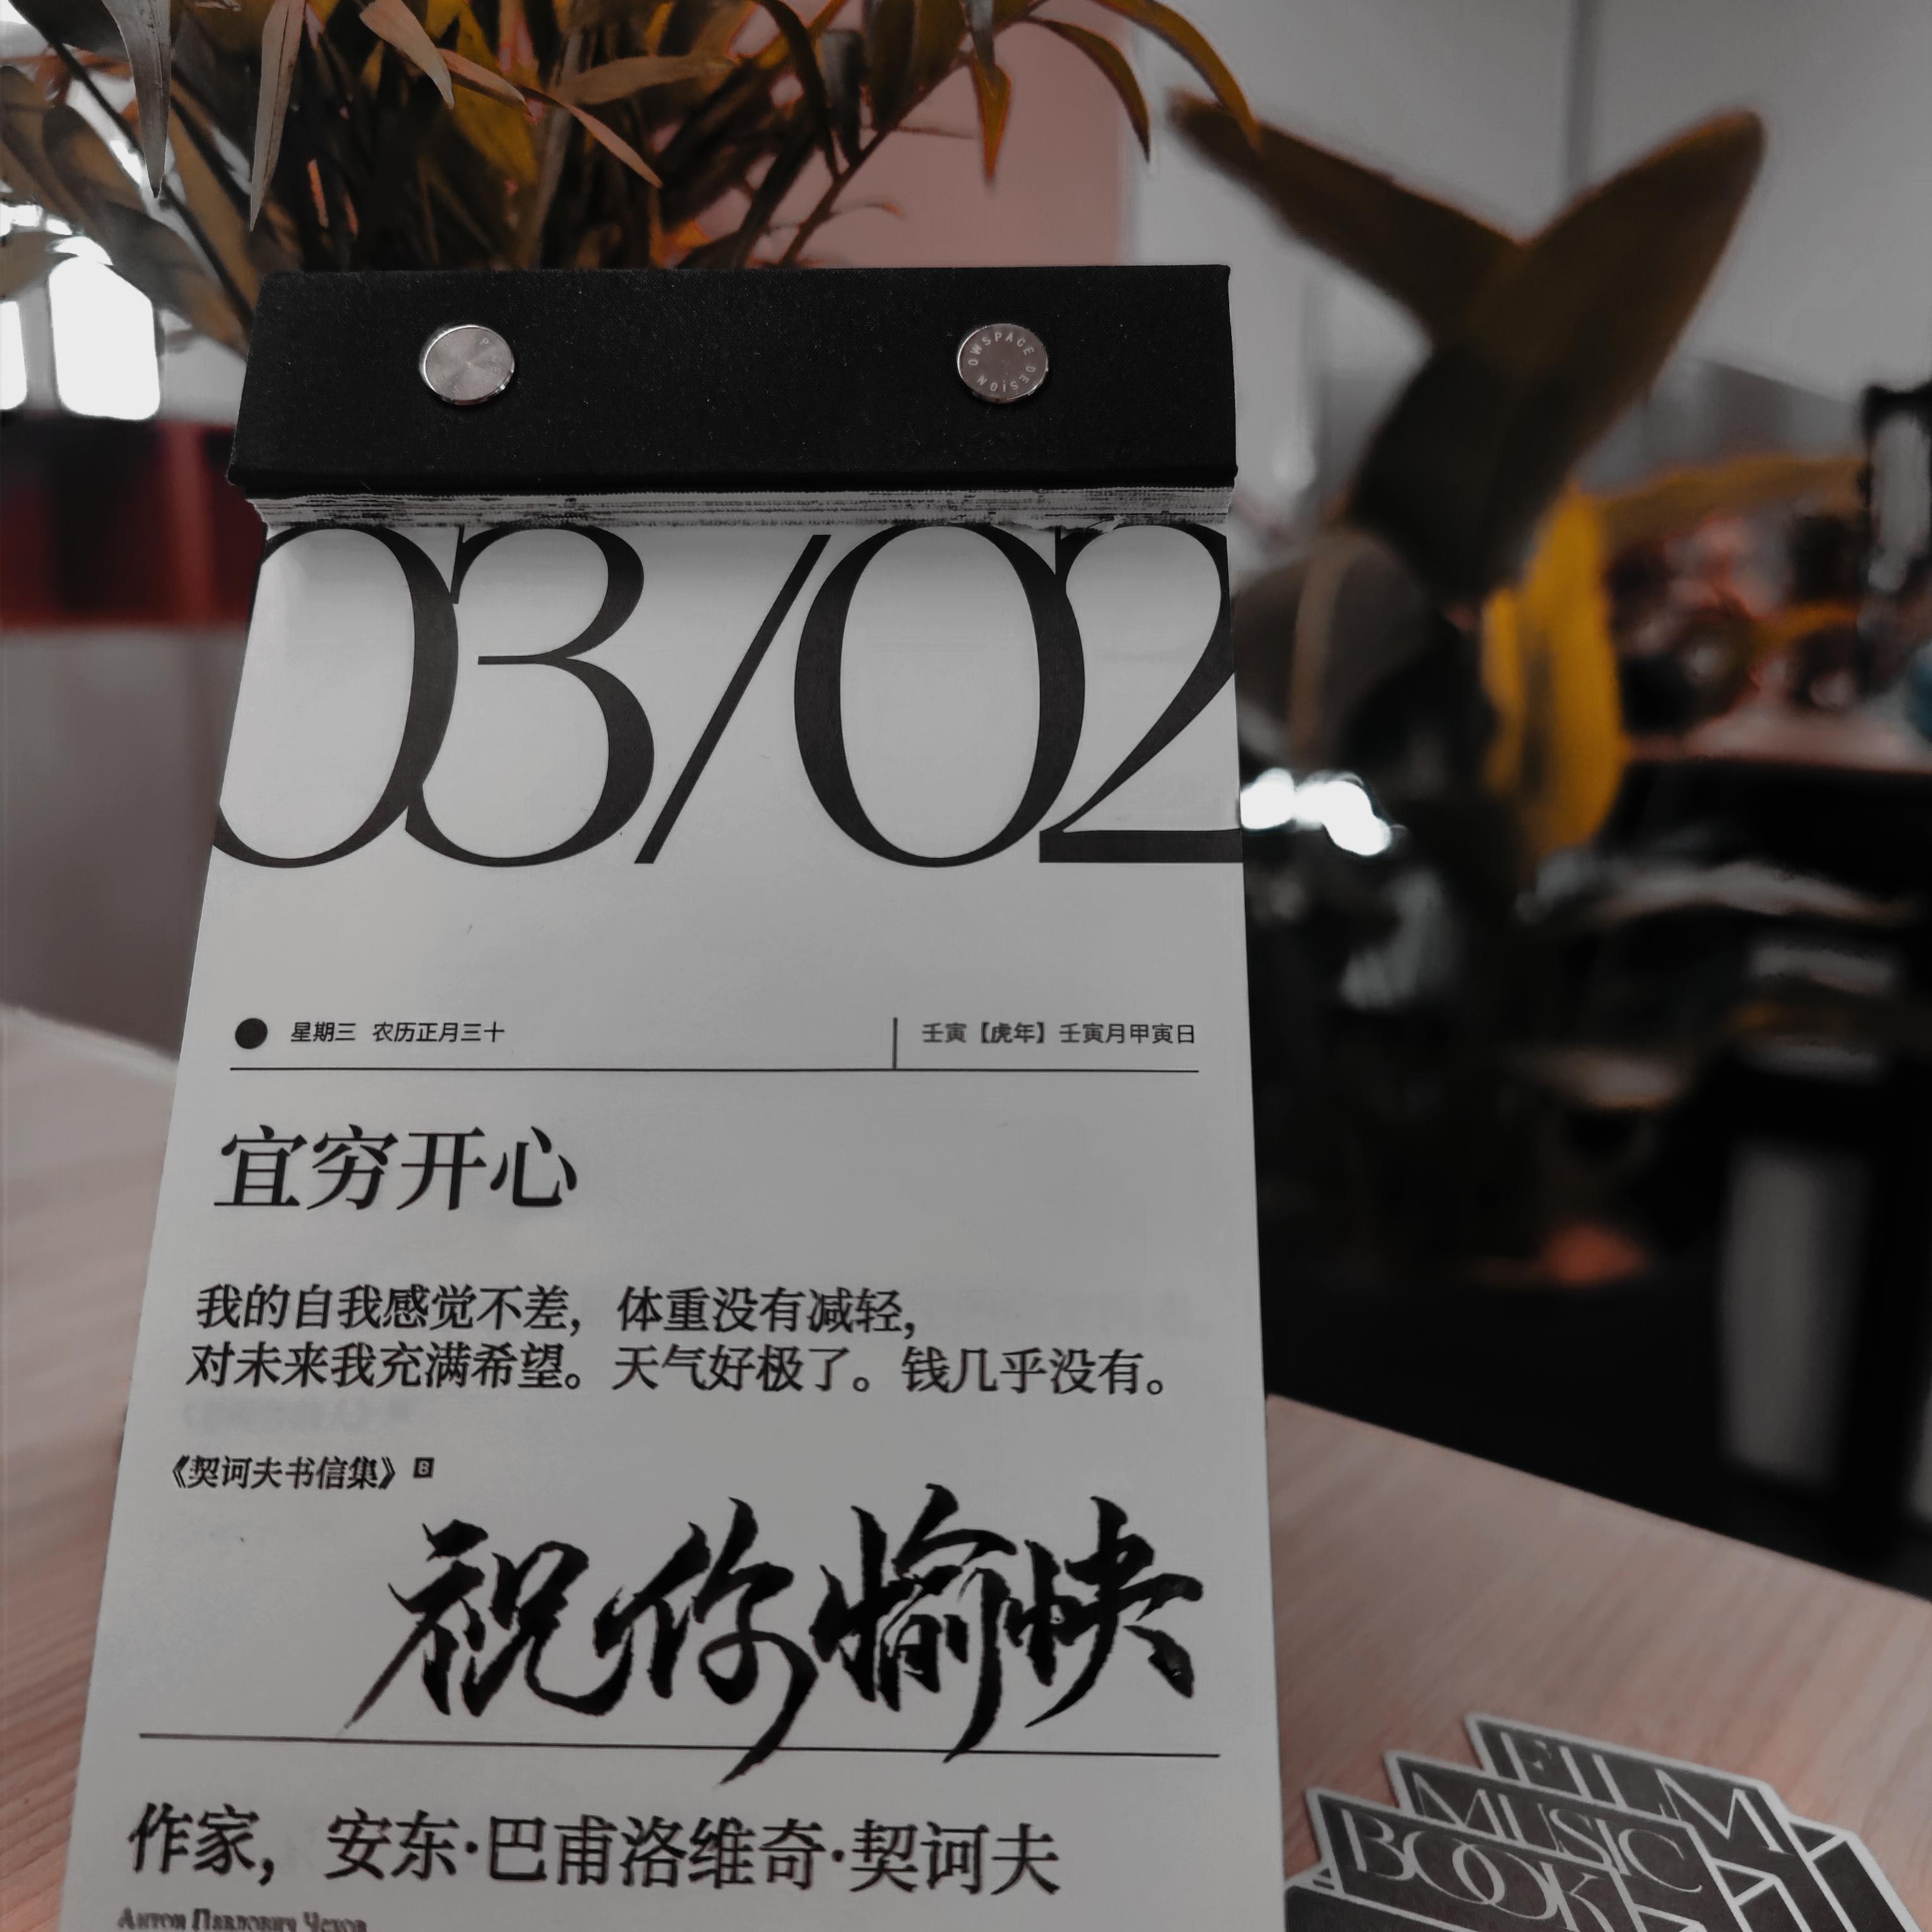 OWSPACE DESIGN
03/02
星期三 农历正月三十
壬寅【虎年】壬寅月甲寅日
宜穷开心
我的自我感觉不差，体重没有减轻，
对未来我充满希望。天气好极了。钱几乎没有。
《契诃夫书信集》B
祝你愉快
作家，安东·巴甫洛维奇·契诃夫
Антон Павлович Чехов
FILM
MUSIC
BOOK